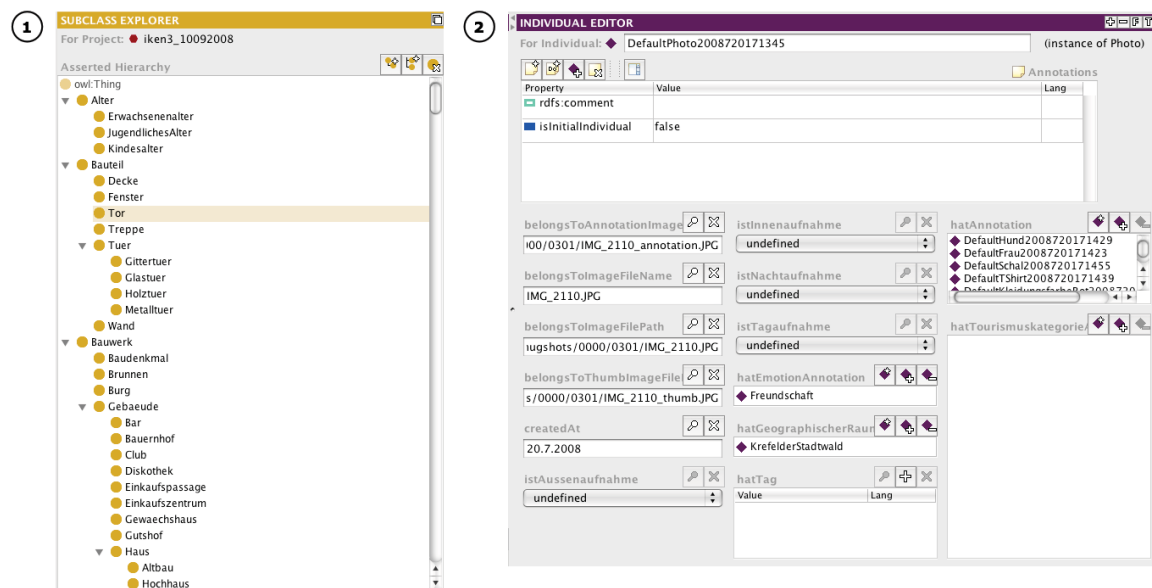 1
SUBCLASS EXPLORER
For Project: iken3_10092008
Asserted Hierarchy
owl:Thing
Alter
Erwachsenenalter
JugendlichesAlter
Kindesalter
Bauteil
Decke
Fenster
Tor
Treppe
Tuer
Gittertuer
Glastuer
Holztuer
Metalltuer
Wand
Bauwerk
Baudenkmal
Brunnen
Burg
Gebaeude
Bar
Bauernhof
Club
Diskothek
Einkaufspassage
Einkaufszentrum
Gewaechshaus
Gutshof
Haus
Altbau
Hochhaus
2
INDIVIDUAL EDITOR
For Individual: DefaultPhoto2008720171345 (instance of Photo)
Annotations
Property Value Lang
rdfs:comment
isInitialIndividual false
belongsToAnnotationImage
00/0301/IMG_2110_annotation.JPG
belongsToImageFileName
IMG_2110.JPG
belongsToImageFilePath
ugshots/0000/0301/IMG_2110.JPG
belongsToThumbImageFile
s/0000/0301/IMG_2110_thumb.JPG
createdAt
20.7.2008
istAussenaufnahme
undefined
istInnenaufnahme
undefined
istNachtaufnahme
undefined
istTagaufnahme
undefined
hatEmotionAnnotation
Freundschaft
hatGeographischerRaum
KrefelderStadtwald
hatTag
Value Lang
hatAnnotation
DefaultHund2008720171429
DefaultFrau2008720171423
DefaultSchal2008720171455
DefaultTShirt2008720171439
DefaultKleidungsfarbeRot2008720
hatTourismuskategorieA